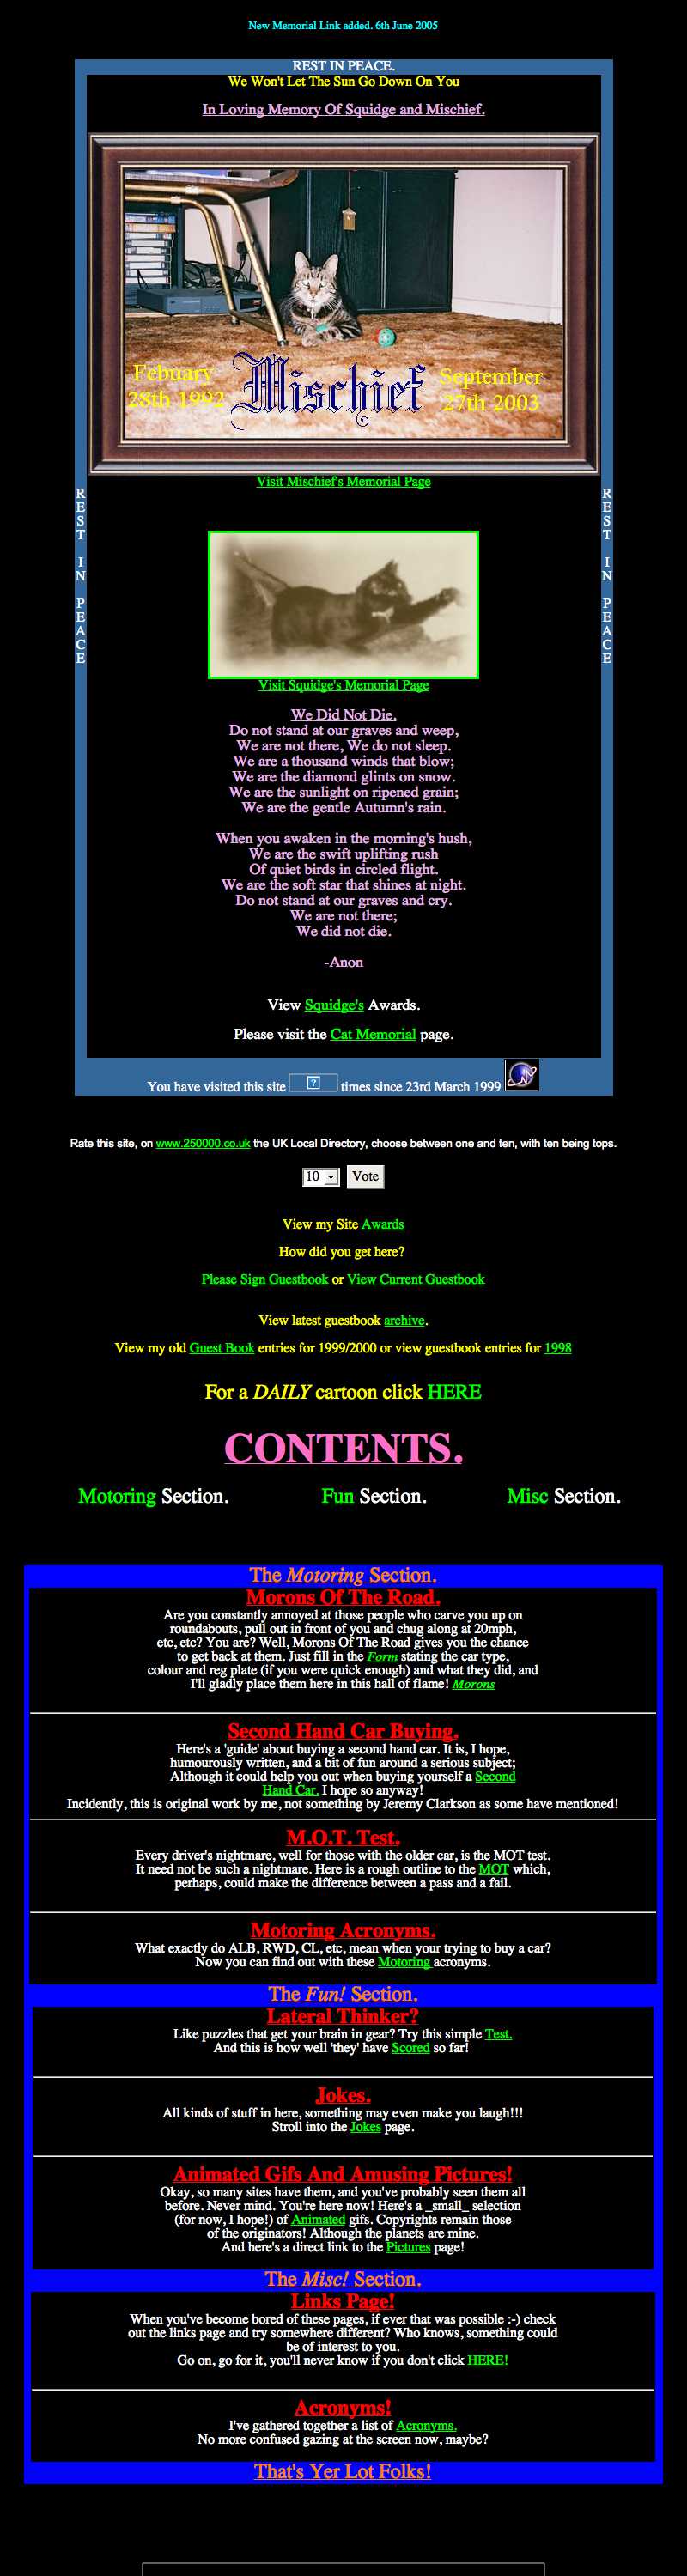 New Memorial Link added. 6th June 2005
REST IN PEACE.
We Won't Let The Sun Go Down On You
In Loving Memory Of Squidge and Mischief.
Febuary
28th 1992
Mischief
September
27th 2003
Visit Mischief's Memorial Page
REST IN PEACE
REST IN PEACE
Visit Squidge's Memorial Page
We Did Not Die.
Do not stand at our graves and weep,
We are not there, We do not sleep.
We are a thousand winds that blow;
We are the diamond glints on snow.
We are the sunlight on ripened grain;
We are the gentle Autumn's rain.
When you awaken in the morning's hush,
We are the swift uplifting rush
Of quiet birds in circled flight.
We are the soft star that shines at night.
Do not stand at our graves and cry.
We are not there;
We did not die.
-Anon
View Squidge's Awards.
Please visit the Cat Memorial page.
You have visited this site ? times since 23rd March 1999 N
Rate this site, on www.250000.co.uk the UK Local Directory, choose between one and ten, with ten being tops.
10 Vote
View my Site Awards
How did you get here?
Please Sign Guestbook or View Current Guestbook
View latest guestbook archive.
View my old Guest Book entries for 1999/2000 or view guestbook entries for 1998
For a DAILY cartoon click HERE
CONTENTS.
Motoring Section. Fun Section. Misc Section.
The Motoring Section.
Morons Of The Road.
Are you constantly annoyed at those people who carve you up on
roundabouts, pull out in front of you and chug along at 20mph,
etc, etc? You are? Well, Morons Of The Road gives you the chance
to get back at them. Just fill in the Form stating the car type,
colour and reg plate (if you were quick enough) and what they did, and
I'll gladly place them here in this hall of flame! Morons
Second Hand Car Buying.
Here's a 'guide' about buying a second hand car. It is, I hope,
humourously written, and a bit of fun around a serious subject;
Although it could help you out when buying yourself a Second
Hand Car. I hope so anyway!
Incidently, this is original work by me, not something by Jeremy Clarkson as some have mentioned!
M.O.T. Test.
Every driver's nightmare, well for those with the older car, is the MOT test.
It need not be such a nightmare. Here is a rough outline to the MOT which,
perhaps, could make the difference between a pass and a fail.
Motoring Acronyms.
What exactly do ALB, RWD, CL, etc, mean when your trying to buy a car?
Now you can find out with these Motoring acronyms.
The Fun! Section.
Lateral Thinker?
Like puzzles that get your brain in gear? Try this simple Test.
And this is how well 'they' have Scored so far!
Jokes.
All kinds of stuff in here, something may even make you laugh!!!
Stroll into the Jokes page.
Animated Gifs And Amusing Pictures!
Okay, so many sites have them, and you've probably seen them all
before. Never mind. You're here now! Here's a _small_ selection
(for now, I hope!) of Animated gifs. Copyrights remain those
of the originators! Although the planets are mine.
And here's a direct link to the Pictures page!
The Misc! Section.
Links Page!
When you've become bored of these pages, if ever that was possible :-) check
out the links page and try somewhere different? Who knows, something could
be of interest to you.
Go on, go for it, you'll never know if you don't click HERE!
Acronyms!
I've gathered together a list of Acronyms.
No more confused gazing at the screen now, maybe?
That's Yer Lot Folks!